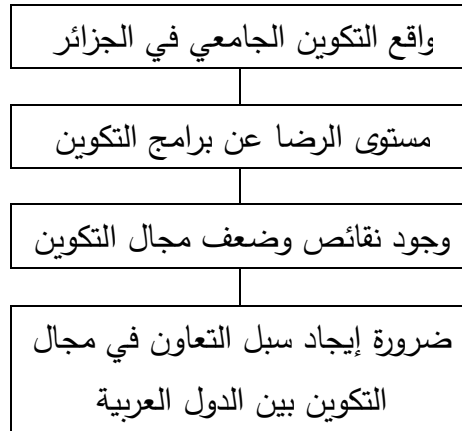 واقع التكوين الجامعي في الجزائر
مستوى الرضا عن برامج التكوين
وجود نقائص وضعف مجال التكوين
ضرورة إيجاد سبل التعاون في مجال
التكوين بين الدول العربية